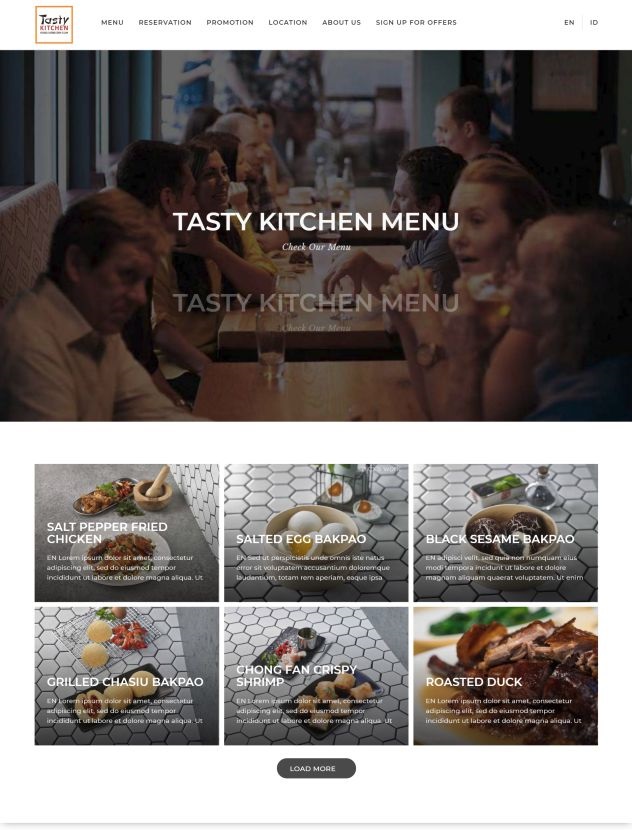 Tasty
KITCHEN
MENU RESERVATION PROMOTION LOCATION ABOUT US SIGN UP FOR OFFERS EN ID
TASTY KITCHEN MENU
Check Our Menu
TASTY KITCHEN MENU
Check Our Menu
SALT PEPPER FRIED
CHICKEN
EN Lorem ipsum dolor sit amet, consectetur
adipiscing elit, sed do eiusmod tempor
incididunt ut labore et dolore magna aliqua. Ut
SALTED EGG BAKPAO
EN Sed ut perspiciatis unde omnis iste natus
error sit voluptatem accusantium doloremque
laudantium, totam rem aperiam, eaque ipsa
BLACK SESAME BAKPAO
EN adipisci velit, sed quia non numquam eius
modi tempora incidunt ut labore et dolore
magnam aliquam quaerat voluptatem. Ut enim
GRILLED CHASIU BAKPAO
EN Lorem ipsum dolor sit amet, consectetur
adipiscing elit, sed do eiusmod tempor
incididunt ut labore et dolore magna aliqua. Ut
CHONG FAN CRISPY
SHRIMP
EN Lorem ipsum dolor sit amet, consectetur
adipiscing elit, sed do eiusmod tempor
incididunt ut labore et dolore magna aliqua. Ut
ROASTED DUCK
EN Lorem ipsum dolor sit amet, consectetur
adipiscing elit, sed do eiusmod tempor
incididunt ut labore et dolore magna aliqua. Ut
LOAD MORE